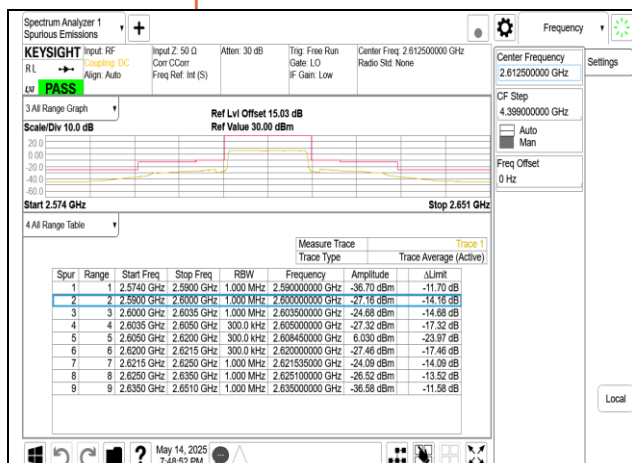 Spectrum Analyzer 1
Spurious Emissions
Frequency
KEYSIGHT Input: RF Input Z: 50 Ω Atten: 30 dB Trig: Free Run Center Freq: 2.612500000 GHz
RL Coupling: DC Corr CCorr Gate: LO Radio Std: None
Align: Auto Freq Ref: Int (S) IF Gain: Low
LXI PASS
Center Frequency
2.612500000 GHz
Settings
CF Step
4.399000000 GHz
Auto
Man
Freq Offset
0 Hz
3 All Range Graph
Ref Lvl Offset 15.03 dB
Scale/Div 10.0 dB Ref Value 30.00 dBm
20.0
0.00
-20.0
-40.0
-60.0
Start 2.574 GHz Stop 2.651 GHz
4 All Range Table
Measure Trace Trace 1
Trace Type Trace Average (Active)
Spur Range Start Freq Stop Freq RBW Frequency Amplitude ΔLimit
1 1 2.5740 GHz 2.5900 GHz 1.000 MHz 2.590000000 GHz -36.70 dBm -11.70 dB
2 2 2.5900 GHz 2.6000 GHz 1.000 MHz 2.600000000 GHz -27.16 dBm -14.16 dB
3 3 2.6000 GHz 2.6035 GHz 1.000 MHz 2.603500000 GHz -24.68 dBm -14.68 dB
4 4 2.6035 GHz 2.6050 GHz 300.0 kHz 2.605000000 GHz -27.32 dBm -17.32 dB
5 5 2.6050 GHz 2.6200 GHz 300.0 kHz 2.608450000 GHz 6.030 dBm -23.97 dB
6 6 2.6200 GHz 2.6215 GHz 300.0 kHz 2.620000000 GHz -27.46 dBm -17.46 dB
7 7 2.6215 GHz 2.6250 GHz 1.000 MHz 2.621535000 GHz -24.09 dBm -14.09 dB
8 8 2.6250 GHz 2.6350 GHz 1.000 MHz 2.625100000 GHz -26.52 dBm -13.52 dB
9 9 2.6350 GHz 2.6510 GHz 1.000 MHz 2.635000000 GHz -36.58 dBm -11.58 dB
Local
May 14, 2025
7:48:52 PM